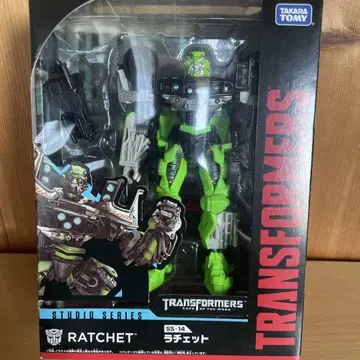 TAKARA
TOMY
TRANSFORMERS
STUDIO SERIES
TRANSFORMERS
DARK OF THE MOON
RATCHET
SS-14
ラチェット